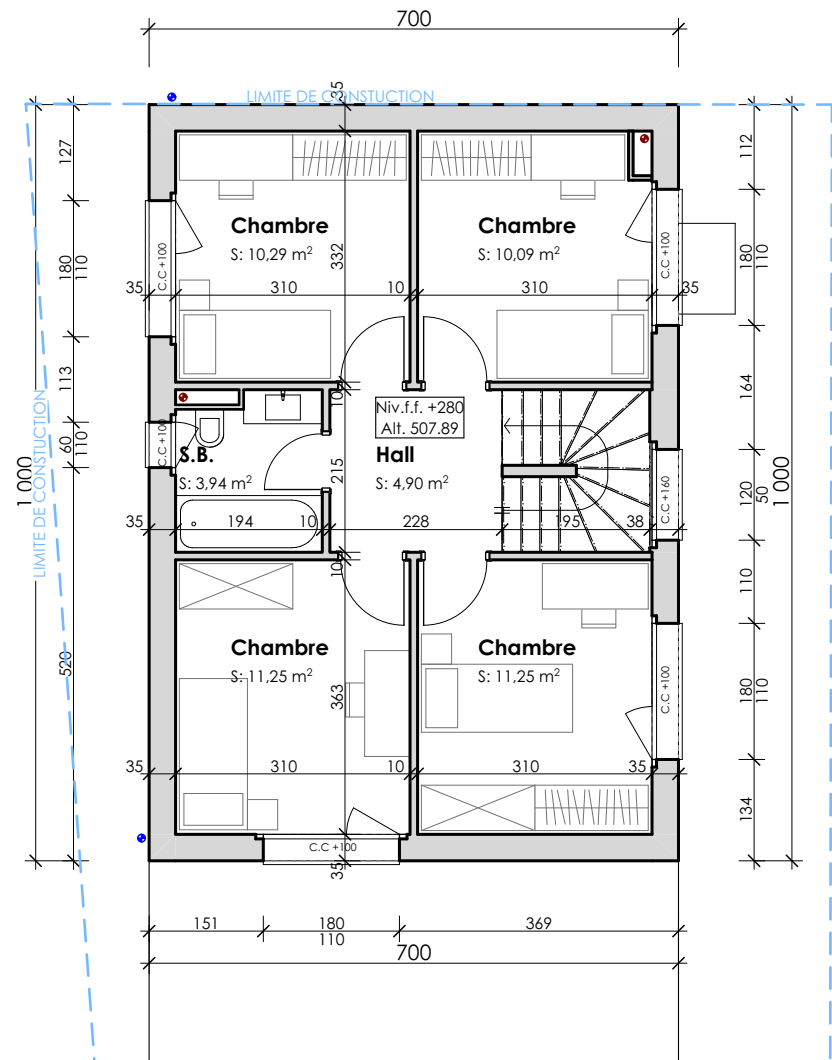 700
LIMITE DE CONSTUCTION
35
127
112
Chambre
S: 10,29 m²
Chambre
S: 10,09 m²
332
C.C +100
C.C +100
180
110
180
110
35
310
10
310
35
113
164
10
Niv.f.f. +280
Alt. 507.89
C.C +100
60
110
S.B.
S: 3,94 m²
215
Hall
S: 4,90 m²
C.C +160
120
50
1 000
1 000
LIMITE DE CONSTUCTION
35
194
10
228
195
38
10
110
520
Chambre
S: 11,25 m²
Chambre
S: 11,25 m²
363
C.C +100
180
110
35
310
10
310
35
134
C.C +100
35
151
180
110
369
700